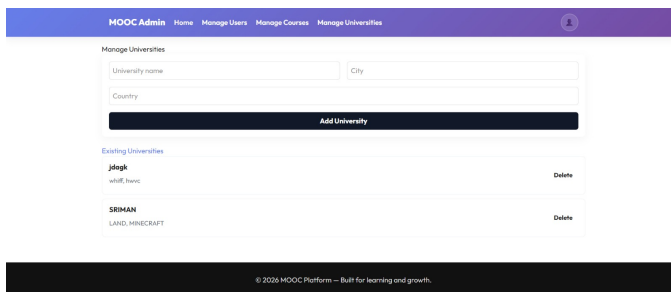 MOOC Admin Home Manage Users Manage Courses Manage Universities
Manage Universities
University name City
Country
Add University
Existing Universities
jdagk
whiff, hwvc
Delete
SRIMAN
LAND, MINECRAFT
Delete
© 2026 MOOC Platform — Built for learning and growth.